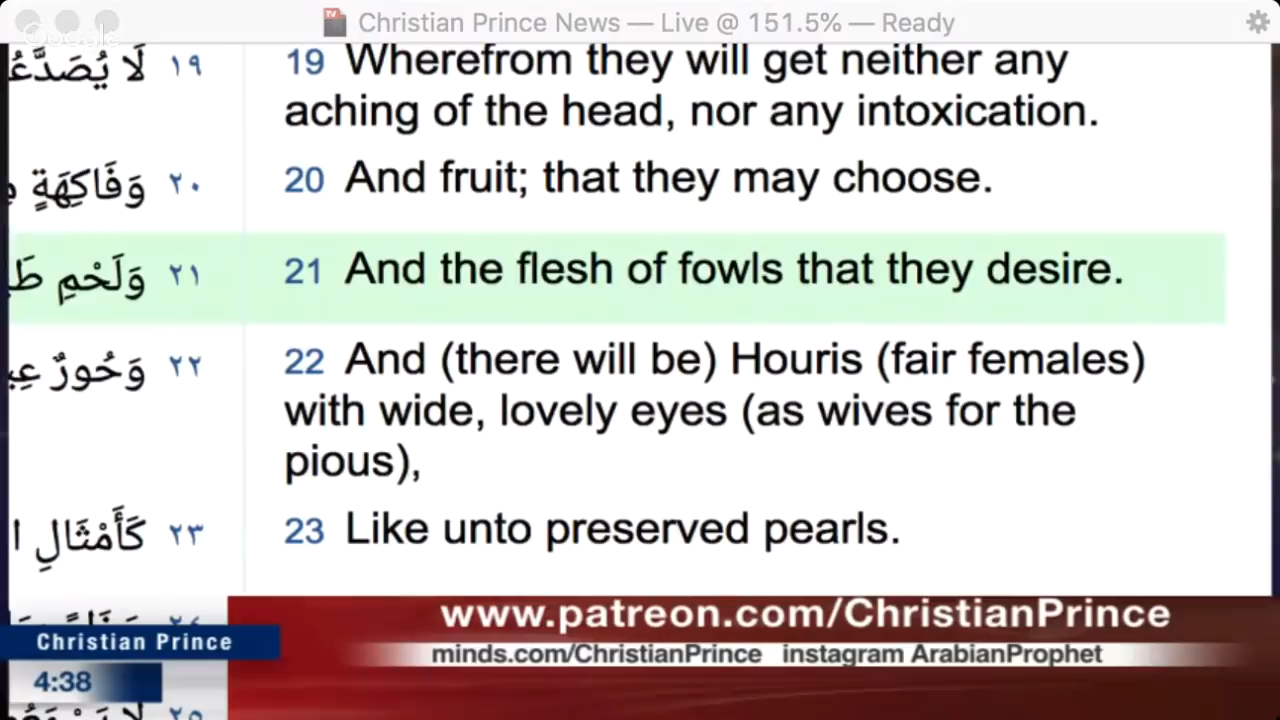 Christian Prince News — Live @ 151.5% — Ready
Google
لَا يُصَدَّعُ ١٩
19 Wherefrom they will get neither any
aching of the head, nor any intoxication.
وَفَاكِهَةٍ ٢٠
20 And fruit; that they may choose.
وَلَحْمِ طَ ٢١
21 And the flesh of fowls that they desire.
وَحُورٌ عِي ٢٢
22 And (there will be) Houris (fair females)
with wide, lovely eyes (as wives for the
pious),
كَأَمْثَالِ ا ٢٣
23 Like unto preserved pearls.
www.patreon.com/ChristianPrince
Christian Prince
minds.com/ChristianPrince instagram ArabianProphet
4:38